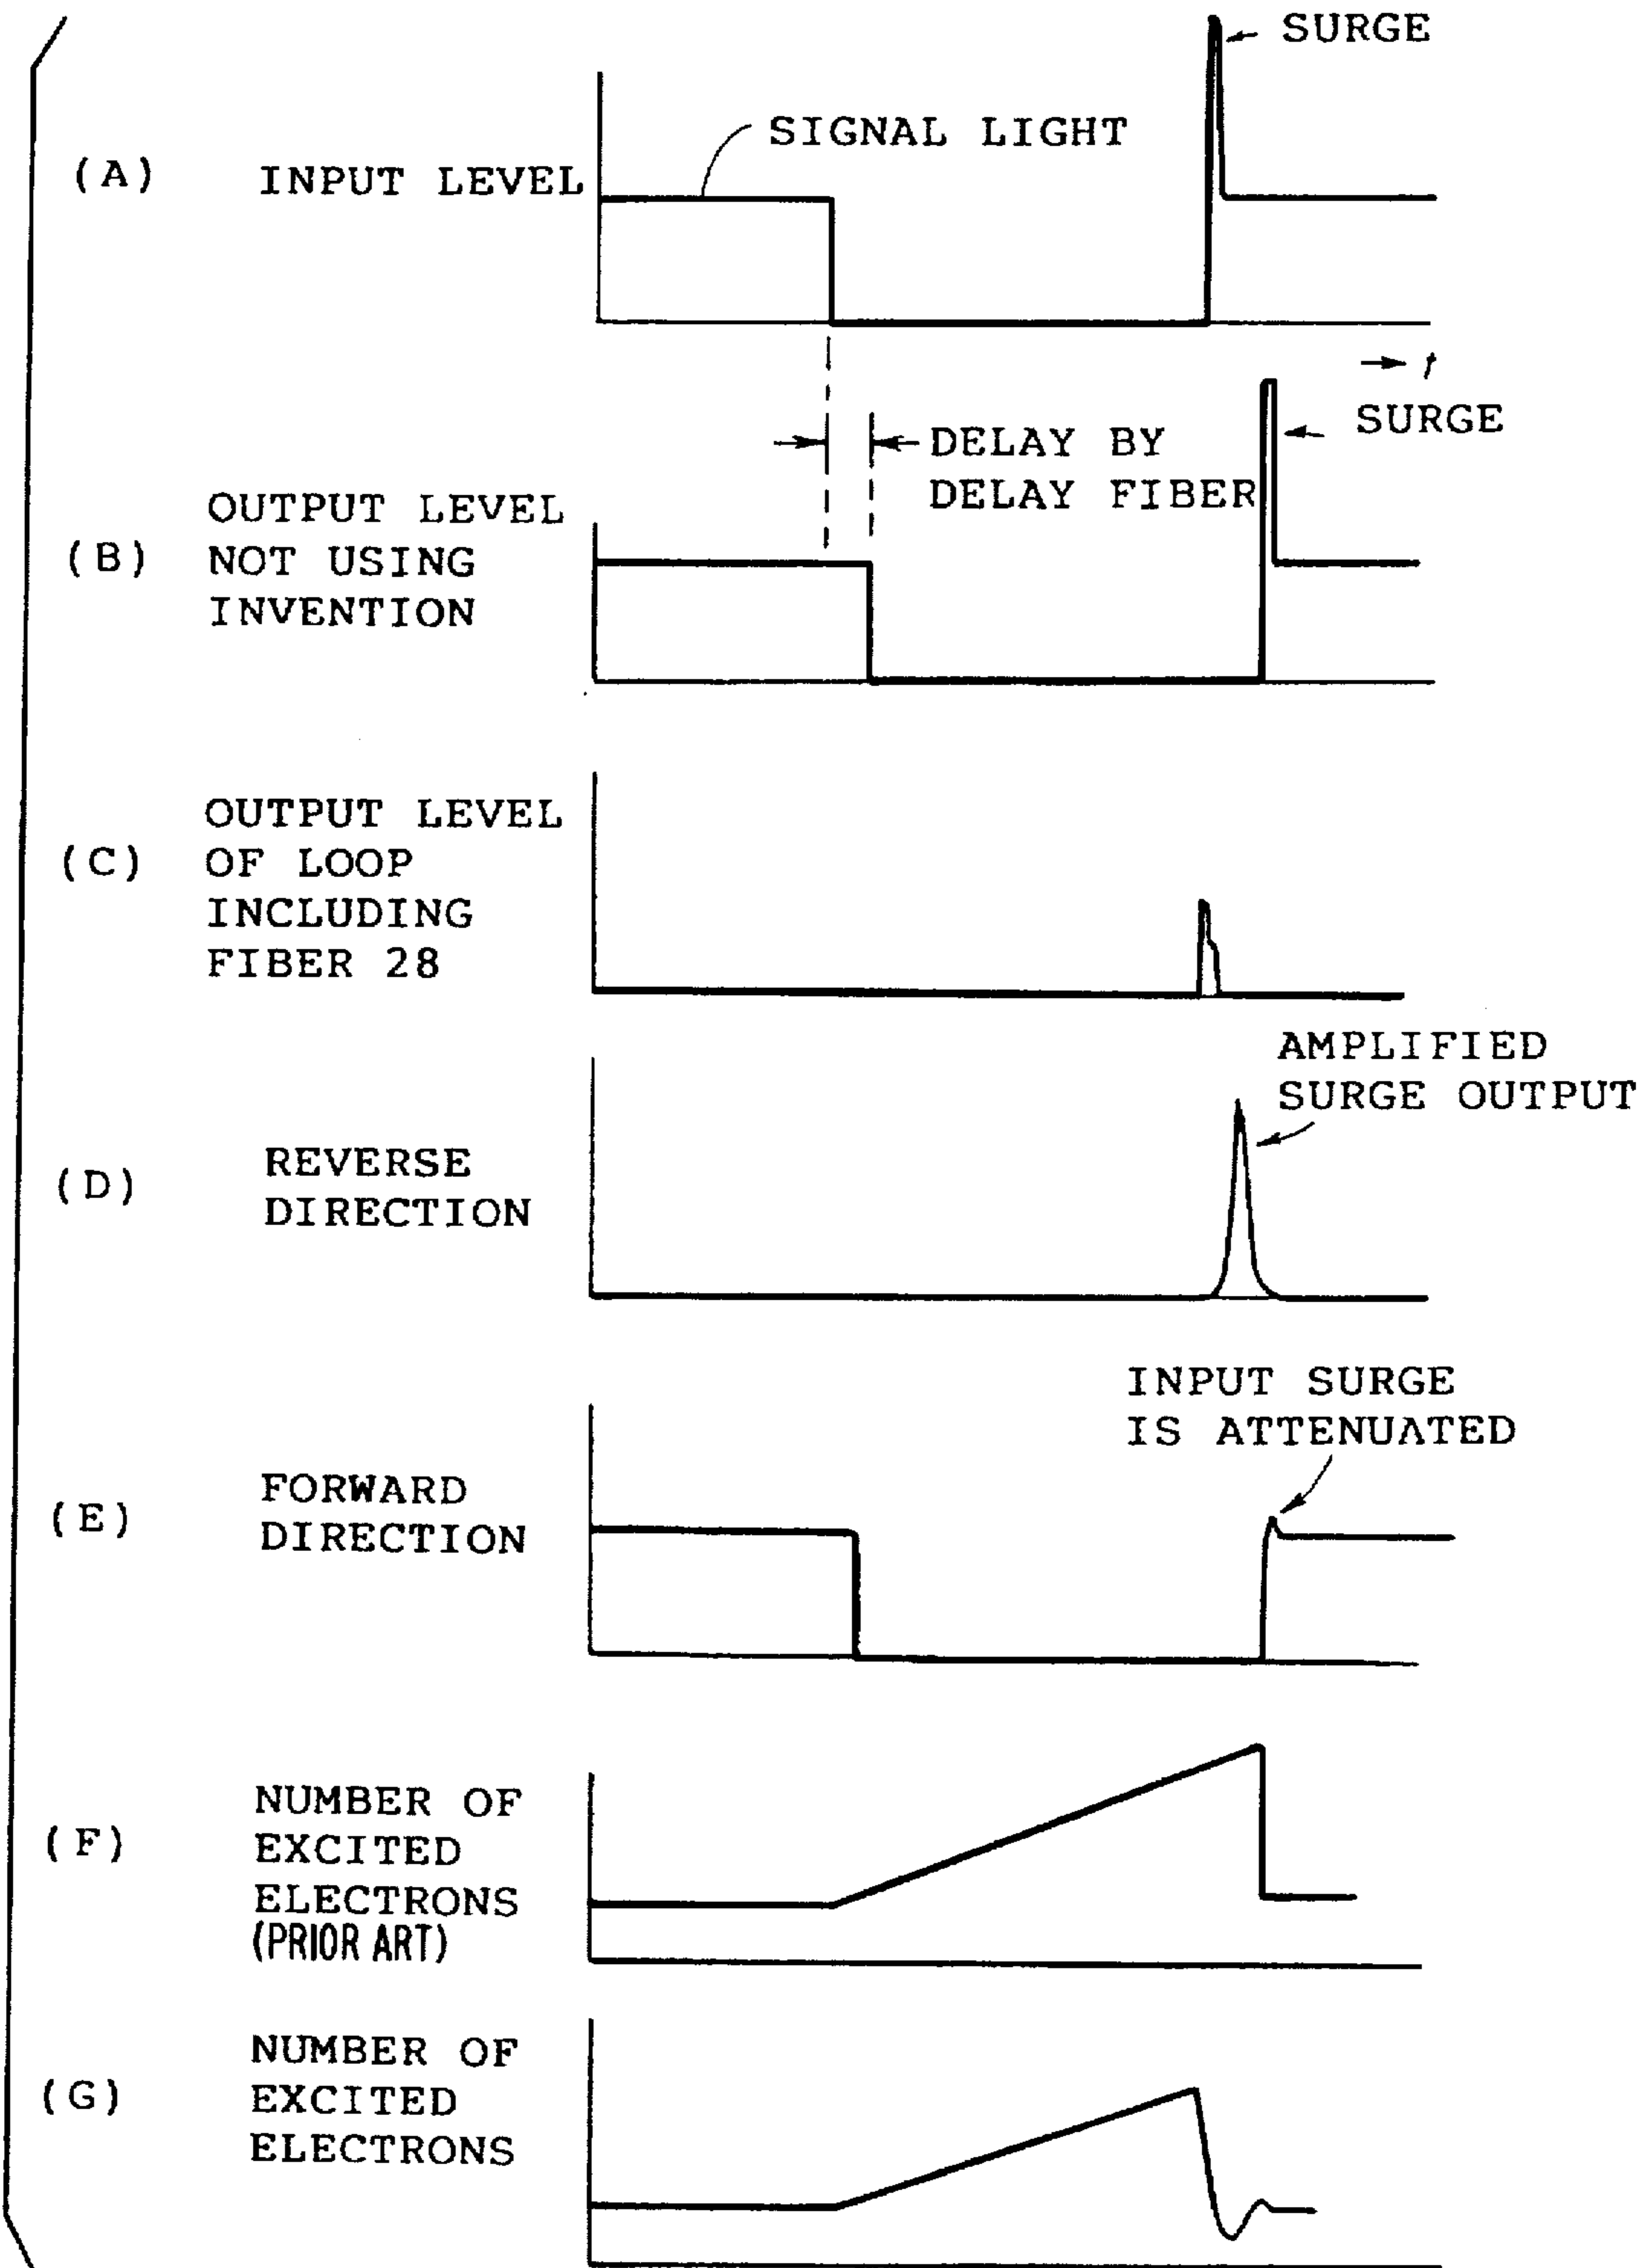 SURGE
SIGNAL LIGHT
(A) INPUT LEVEL
→ t
SURGE
DELAY BY
DELAY FIBER
(B) OUTPUT LEVEL
NOT USING
INVENTION
(C) OUTPUT LEVEL
OF LOOP
INCLUDING
FIBER 28
AMPLIFIED
SURGE OUTPUT
(D) REVERSE
DIRECTION
INPUT SURGE
IS ATTENUATED
(E) FORWARD
DIRECTION
(F) NUMBER OF
EXCITED
ELECTRONS
(PRIOR ART)
(G) NUMBER OF
EXCITED
ELECTRONS